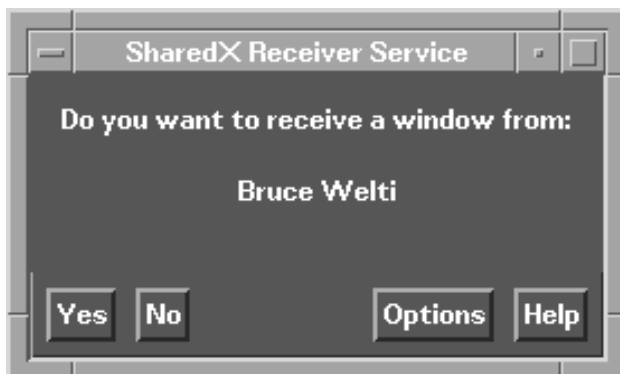 SharedX Receiver Service
Do you want to receive a window from:
Bruce Welti
Yes No Options Help